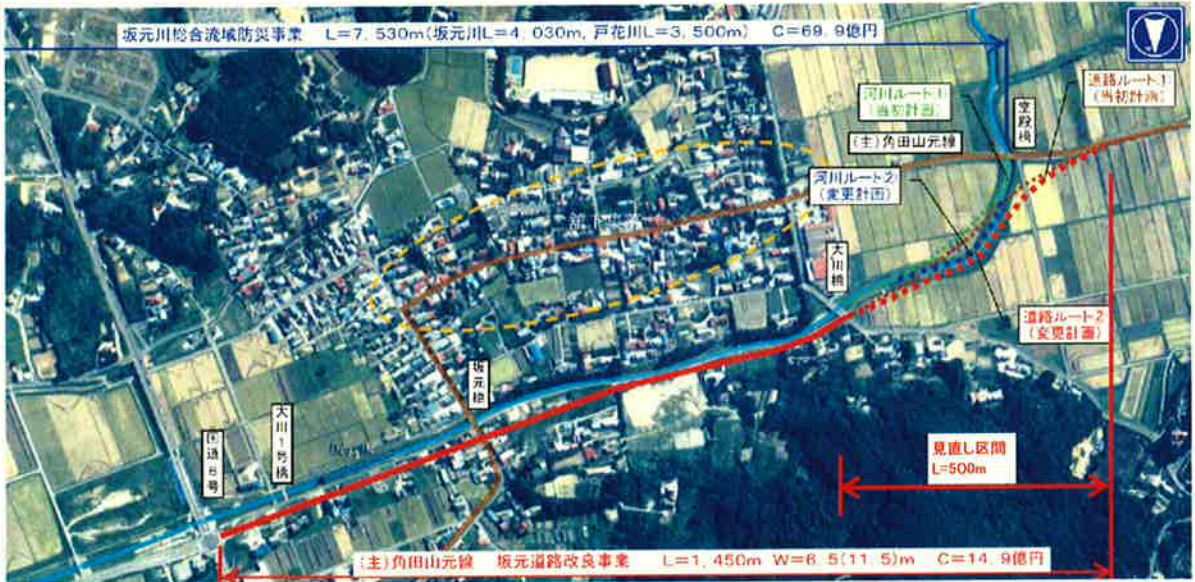 坂元川総合流域防災事業 L=7,530m(坂元川L=4,030m, 戸花川L=3,500m) C=69.9億円
河川ルート1
(当初計画)
道路ルート1
(当初計画)
(主)角田山元線
河川ルート2
(変更計画)
大川橋
道路ルート2
(変更計画)
坂元橋
大川1号橋
国道6号
見直し区間
L=500m
(主)角田山元線 坂元道路改良事業 L=1,450m W=6.5(11.5)m C=14.9億円